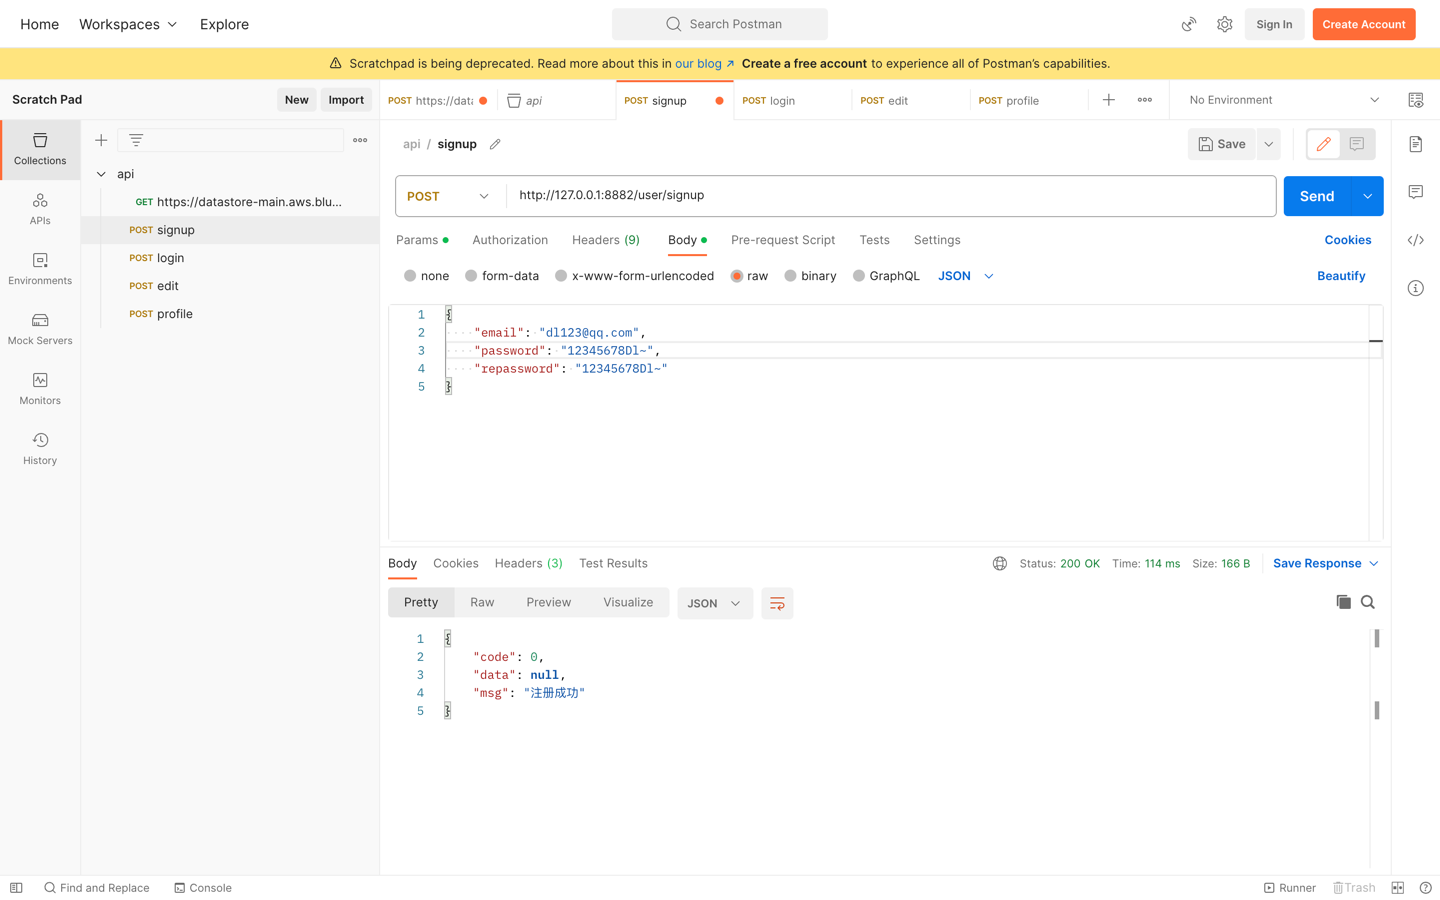 Home Workspaces Explore Search Postman Sign In Create Account
Scratchpad is being deprecated. Read more about this in our blog ↗ Create a free account to experience all of Postman's capabilities.
Scratch Pad New Import
POST https://data
api
POST signup
POST login
POST edit
POST profile
No Environment
Collections
APIs
Environments
Mock Servers
Monitors
History
api
GET https://datastore-main.aws.blu...
POST signup
POST login
POST edit
POST profile
api / signup
Save
POST http://127.0.0.1:8882/user/signup Send
Params Authorization Headers (9) Body Pre-request Script Tests Settings Cookies
none form-data x-www-form-urlencoded raw binary GraphQL JSON Beautify
1 {
2 "email": "dl123@qq.com",
3 "password": "12345678Dl~",
4 "repassword": "12345678Dl~"
5 }
Body Cookies Headers (3) Test Results Status: 200 OK Time: 114 ms Size: 166 B Save Response
Pretty Raw Preview Visualize JSON
1 {
2 "code": 0,
3 "data": null,
4 "msg": "注册成功"
5 }
Find and Replace Console Runner Trash